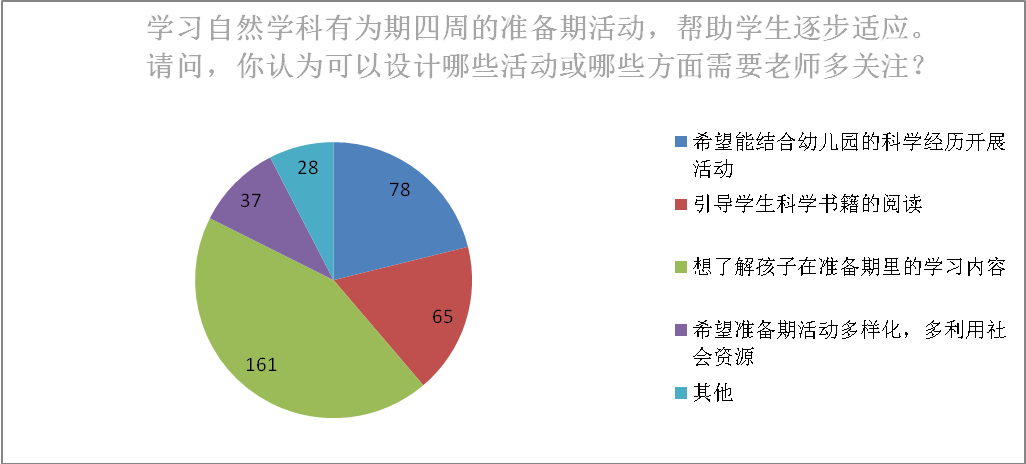 学习自然学科有为期四周的准备期活动，帮助学生逐步适应。
请问，你认为可以设计哪些活动或哪些方面需要老师多关注？
28
78
37
65
161
希望能结合幼儿园的科学经历开展
活动
引导学生科学书籍的阅读
想了解孩子在准备期里的学习内容
希望准备期活动多样化，多利用社
会资源
其他